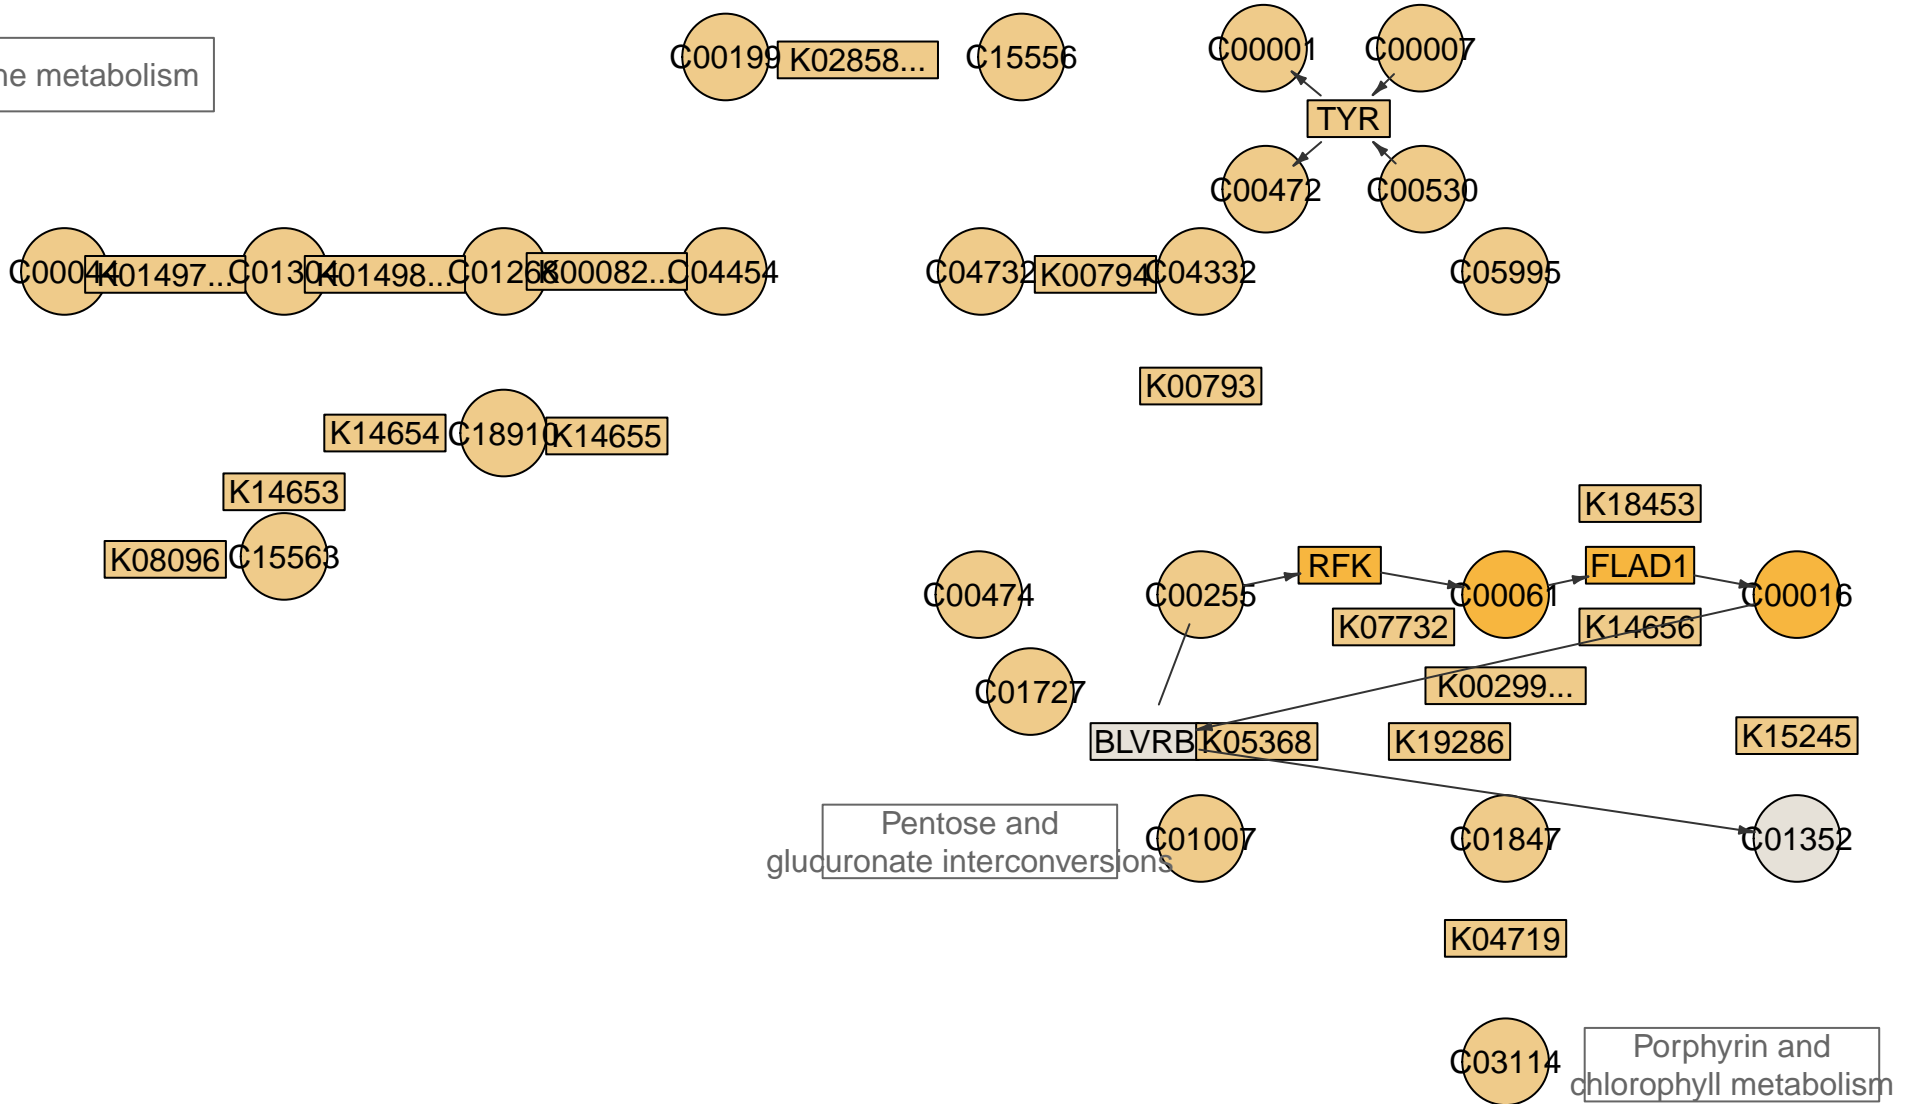 ne metabolism
C00199
K02858...
C15556
C00001
C00007
TYR
C00472
C00530
C00044
K01497...
C01304
K01498...
C01268
K00082...
C04454
C04732
K00794
C04332
C05995
K00793
K14654
C18910
K14655
K14653
K08096
C15563
K18453
C00474
C00255
RFK
C00061
FLAD1
C00016
K07732
K14656
C01727
K00299...
BLVRB
K05368
K19286
K15245
Pentose and
glucuronate interconversions
C01007
C01847
C01352
K04719
C03114
Porphyrin and
chlorophyll metabolism